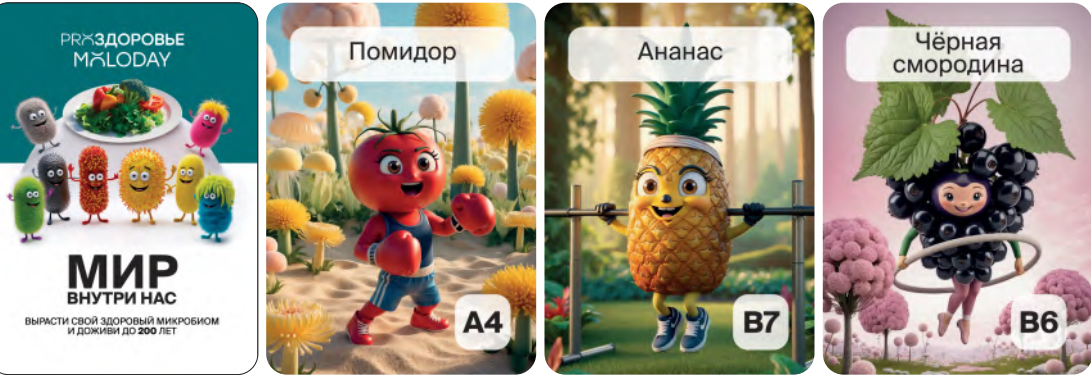 PROЗДОРОВЬЕ
MOLODAY
МИР
ВНУТРИ НАС
ВЫРАСТИ СВОЙ ЗДОРОВЫЙ МИКРОБИОМ
И ДОЖИВИ ДО 200 ЛЕТ
Помидор
A4
Ананас
B7
Чёрная
смородина
B6